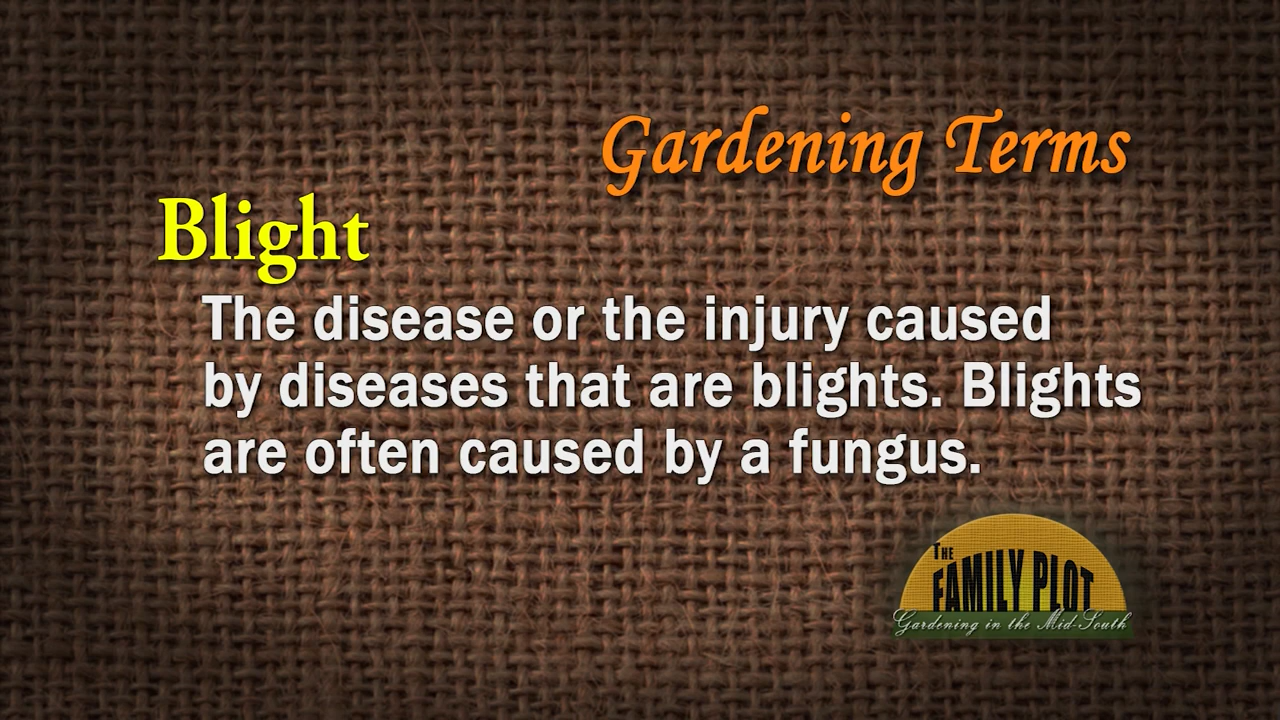 Gardening Terms
Blight
The disease or the injury caused
by diseases that are blights. Blights
are often caused by a fungus.
THE
FAMILY PLOT
Gardening in the Mid-South